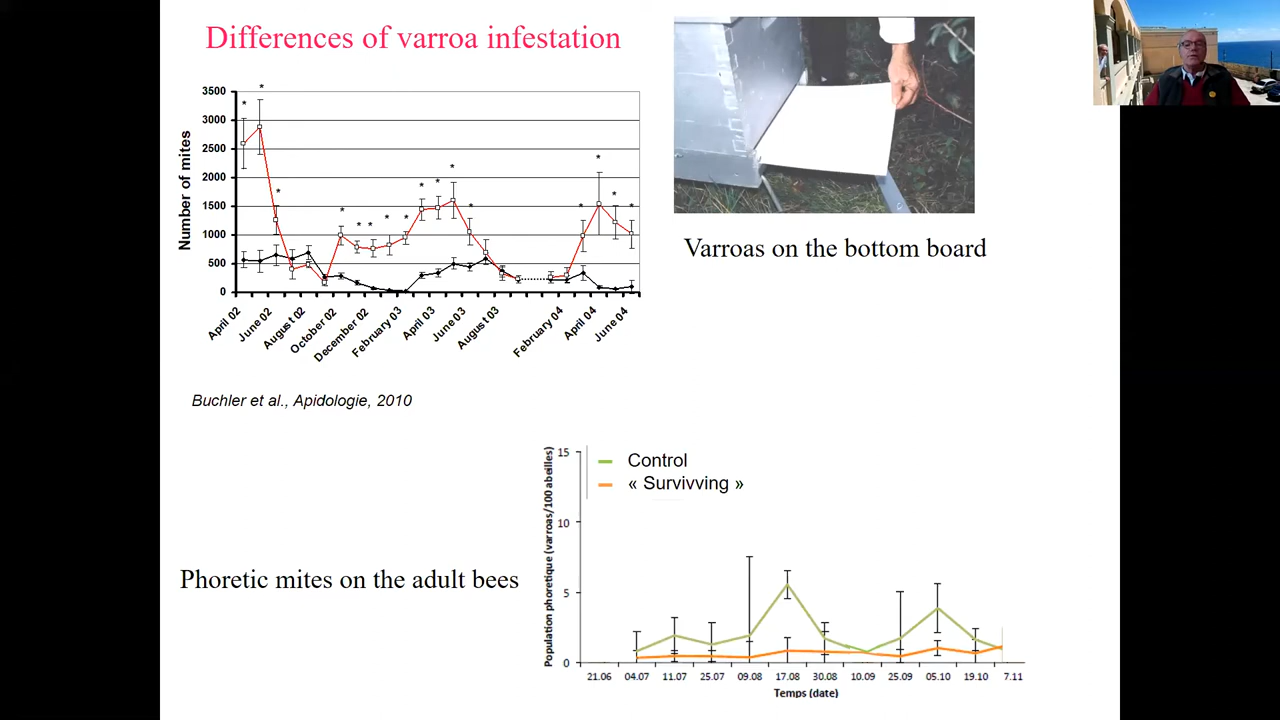 Differences of varroa infestation
3500
3000
2500
2000
1500
1000
500
0
Number of mites
* * * * * * * * * * * * * * * *
April 02
June 02
August 02
October 02
December 02
February 03
April 03
June 03
August 03
February 04
April 04
June 04
Varroas on the bottom board
Buchler et al., Apidologie, 2010
Phoretic mites on the adult bees
Population phoretique (varroas/100 abeilles)
15
10
5
0
Control
« Survivving »
21.06 04.07 11.07 25.07 09.08 17.08 30.08 10.09 25.09 05.10 19.10 7.11
Temps (date)